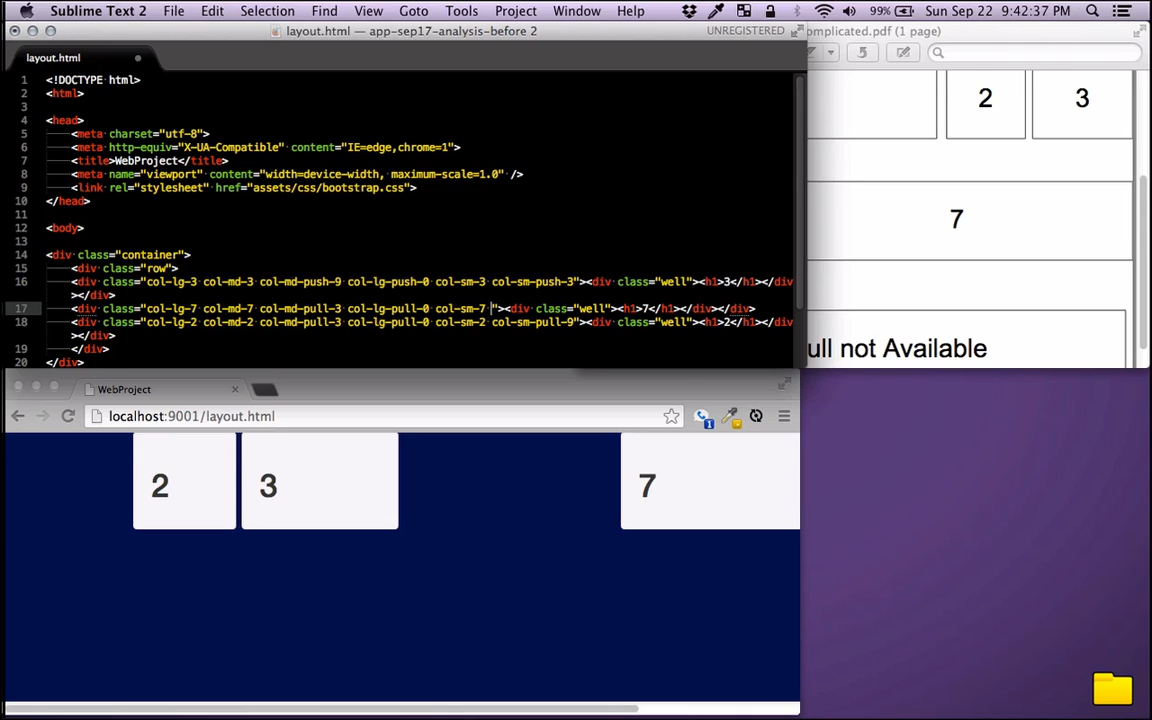 Sublime Text 2 File Edit Selection Find View Goto Tools Project Window Help 99% Sun Sep 22 9:42:37 PM
layout.html — app-sep17-analysis-before 2 UNREGISTERED
omplicated.pdf (1 page)
layout.html
1 <!DOCTYPE html>
2 <html>
3
4 <head>
5 <meta charset="utf-8">
6 <meta http-equiv="X-UA-Compatible" content="IE=edge,chrome=1">
7 <title>WebProject</title>
8 <meta name="viewport" content="width=device-width, maximum-scale=1.0" />
9 <link rel="stylesheet" href="assets/css/bootstrap.css">
10 </head>
11
12 <body>
13
14 <div class="container">
15 <div class="row">
16 <div class="col-lg-3 col-md-3 col-md-push-9 col-lg-push-0 col-sm-3 col-sm-push-3"><div class="well"><h1>3</h1></div
></div>
17 <div class="col-lg-7 col-md-7 col-md-pull-3 col-lg-pull-0 col-sm-7 "><div class="well"><h1>7</h1></div></div>
18 <div class="col-lg-2 col-md-2 col-md-pull-3 col-lg-pull-0 col-sm-2 col-sm-pull-9"><div class="well"><h1>2</h1></div
></div>
19 </div>
20 </div>
2 3
7
ull not Available
WebProject
localhost:9001/layout.html
1
2 3 7